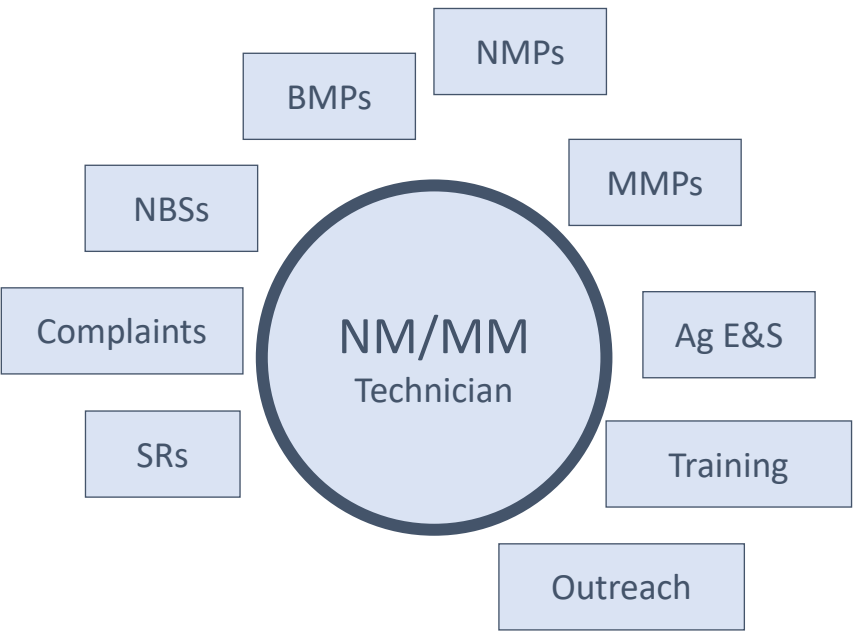 NMPs
BMPs
MMPs
NBSs
Complaints
NM/MM
Technician
Ag E&S
SRs
Training
Outreach